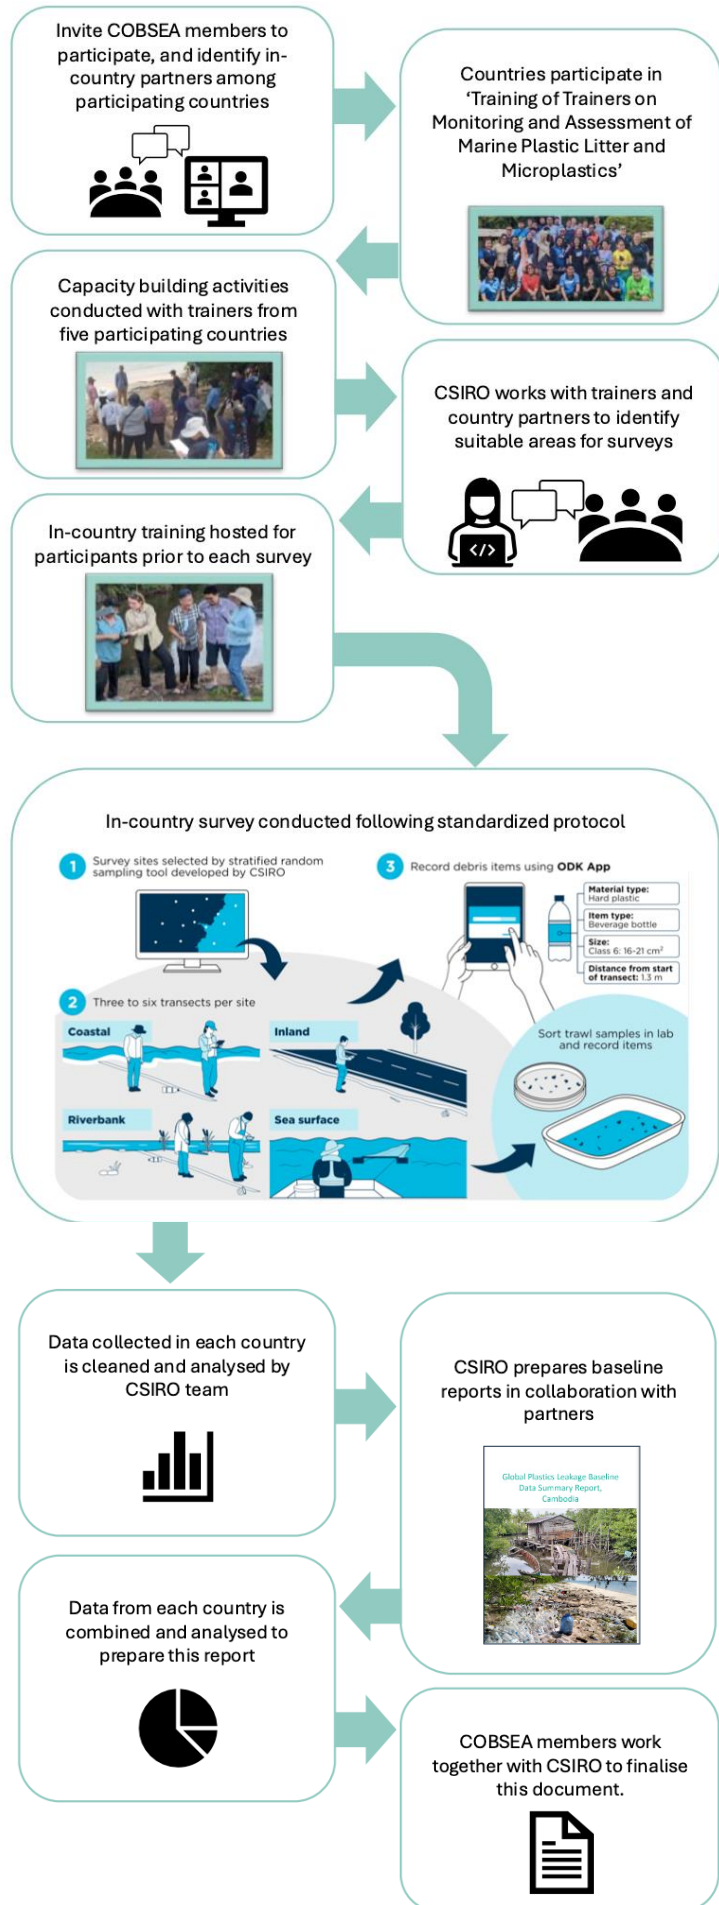 Invite COBSEA members to
participate, and identify in-
country partners among
participating countries
Countries participate in
‘Training of Trainers on
Monitoring and Assessment of
Marine Plastic Litter and
Microplastics’
Capacity building activities
conducted with trainers from
five participating countries
CSIRO works with trainers and
country partners to identify
suitable areas for surveys
</>
In-country training hosted for
participants prior to each survey
In-country survey conducted following standardized protocol
1 Survey sites selected by stratified random
sampling tool developed by CSIRO
2 Three to six transects per site
Coastal
Inland
Riverbank
Sea surface
3 Record debris items using ODK App
Material type:
Hard plastic
Item type:
Beverage bottle
Size:
Class 6: 16-21 cm²
Distance from start
of transect: 1.3 m
Sort trawl samples in lab
and record items
Data collected in each country
is cleaned and analysed by
CSIRO team
CSIRO prepares baseline
reports in collaboration with
partners
Global Plastics Leakage Baseline
Data Summary Report,
Cambodia
Data from each country is
combined and analysed to
prepare this report
COBSEA members work
together with CSIRO to finalise
this document.